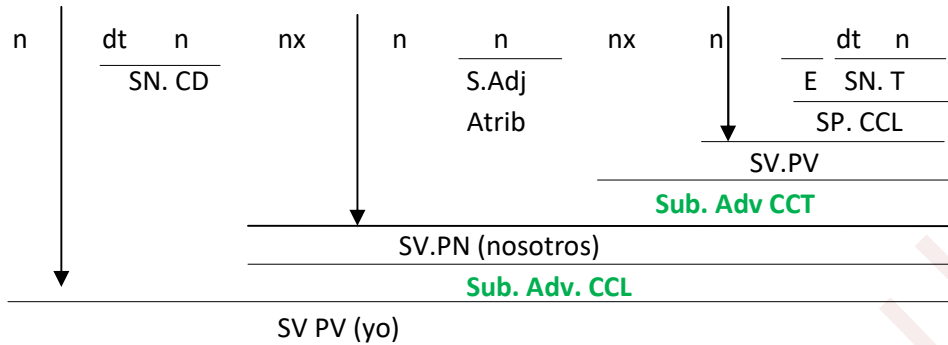 n dt n nx n n nx n dt n
SN. CD S.Adj E SN. T
Atrib SP. CCL
SV.PV
Sub. Adv CCT
SV.PN (nosotros)
Sub. Adv. CCL
SV PV (yo)